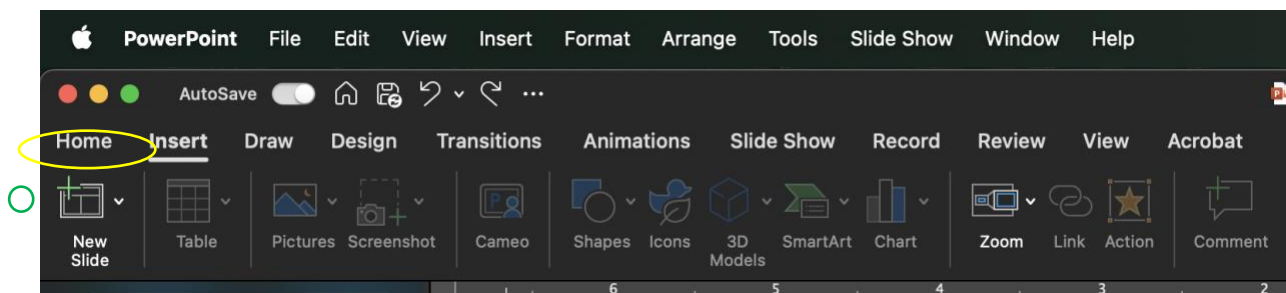 PowerPoint File Edit View Insert Format Arrange Tools Slide Show Window Help
AutoSave
Home Insert Draw Design Transitions Animations Slide Show Record Review View Acrobat
New Slide Table Pictures Screenshot Cameo Shapes Icons 3D Models SmartArt Chart Zoom Link Action Comment
6 5 4 3 2